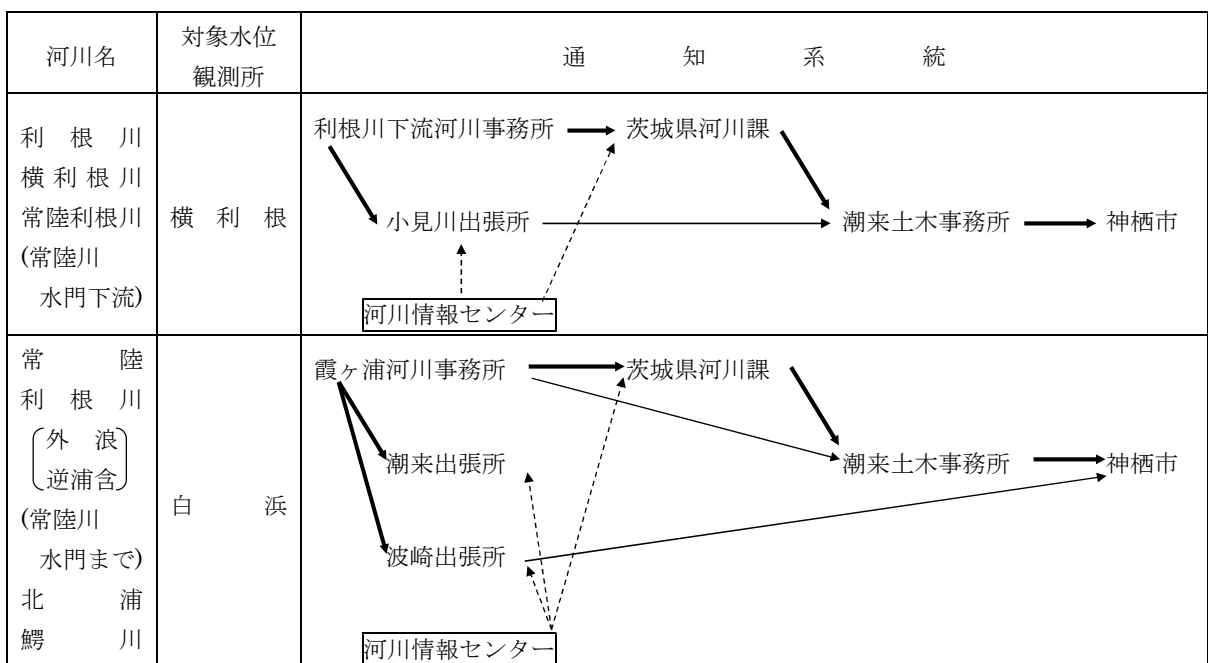 河川名
対象水位
観測所
通 知 系 統
利 根 川
横 利 根 川
常陸利根川
(常陸川
水門下流)
横 利 根
利根川下流河川事務所
茨城県河川課
小見川出張所
潮来土木事務所
神栖市
河川情報センター
常 陸
利 根 川
外 浪
逆浦含
(常陸川
水門まで)
北 浦
鰐 川
白 浜
霞ヶ浦河川事務所
茨城県河川課
潮来出張所
潮来土木事務所
神栖市
波崎出張所
河川情報センター